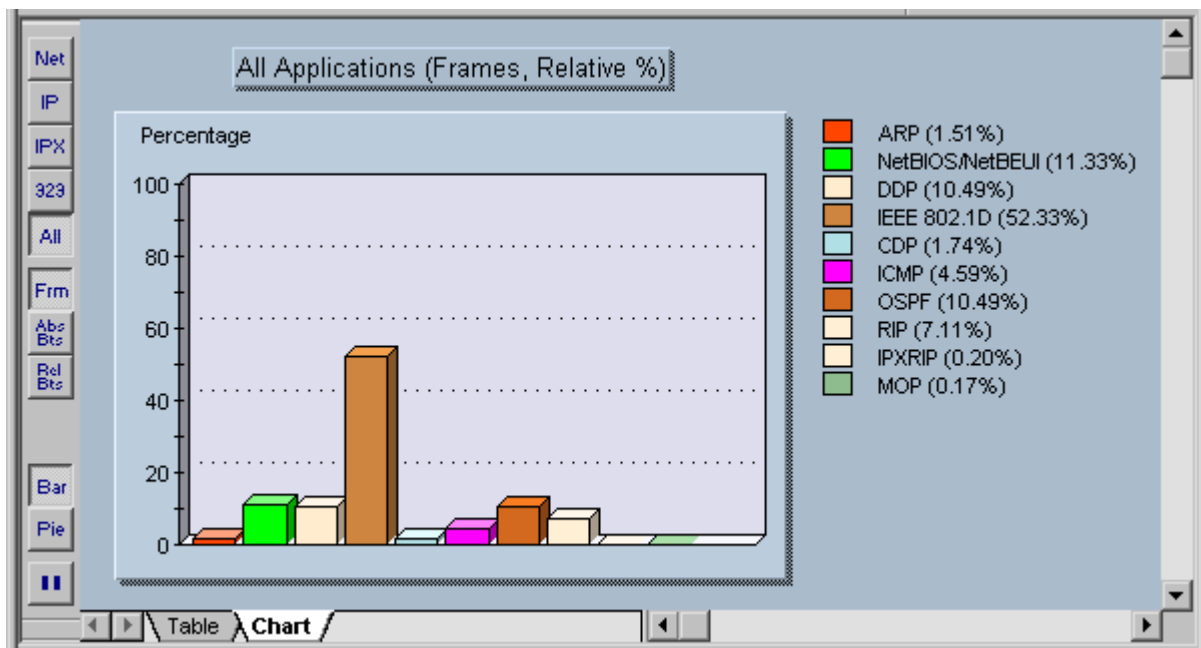 Net
IP
IPX
323
All
Frm
Abs
Bts
Rel
Bts
Bar
Pie
All Applications (Frames, Relative %)
Percentage
100
80
60
40
20
0
ARP (1.51%)
NetBIOS/NetBEUI (11.33%)
DDP (10.49%)
IEEE 802.1D (52.33%)
CDP (1.74%)
ICMP (4.59%)
OSPF (10.49%)
RIP (7.11%)
IPXRIP (0.20%)
MOP (0.17%)
Table Chart